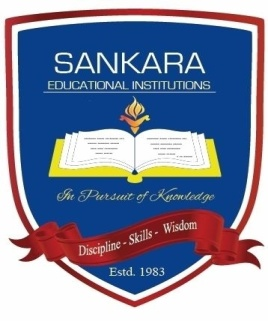 SANKARA
EDUCATIONAL INSTITUTIONS
In Pursuit of Knowledge
Discipline - Skills - Wisdom
Estd. 1983